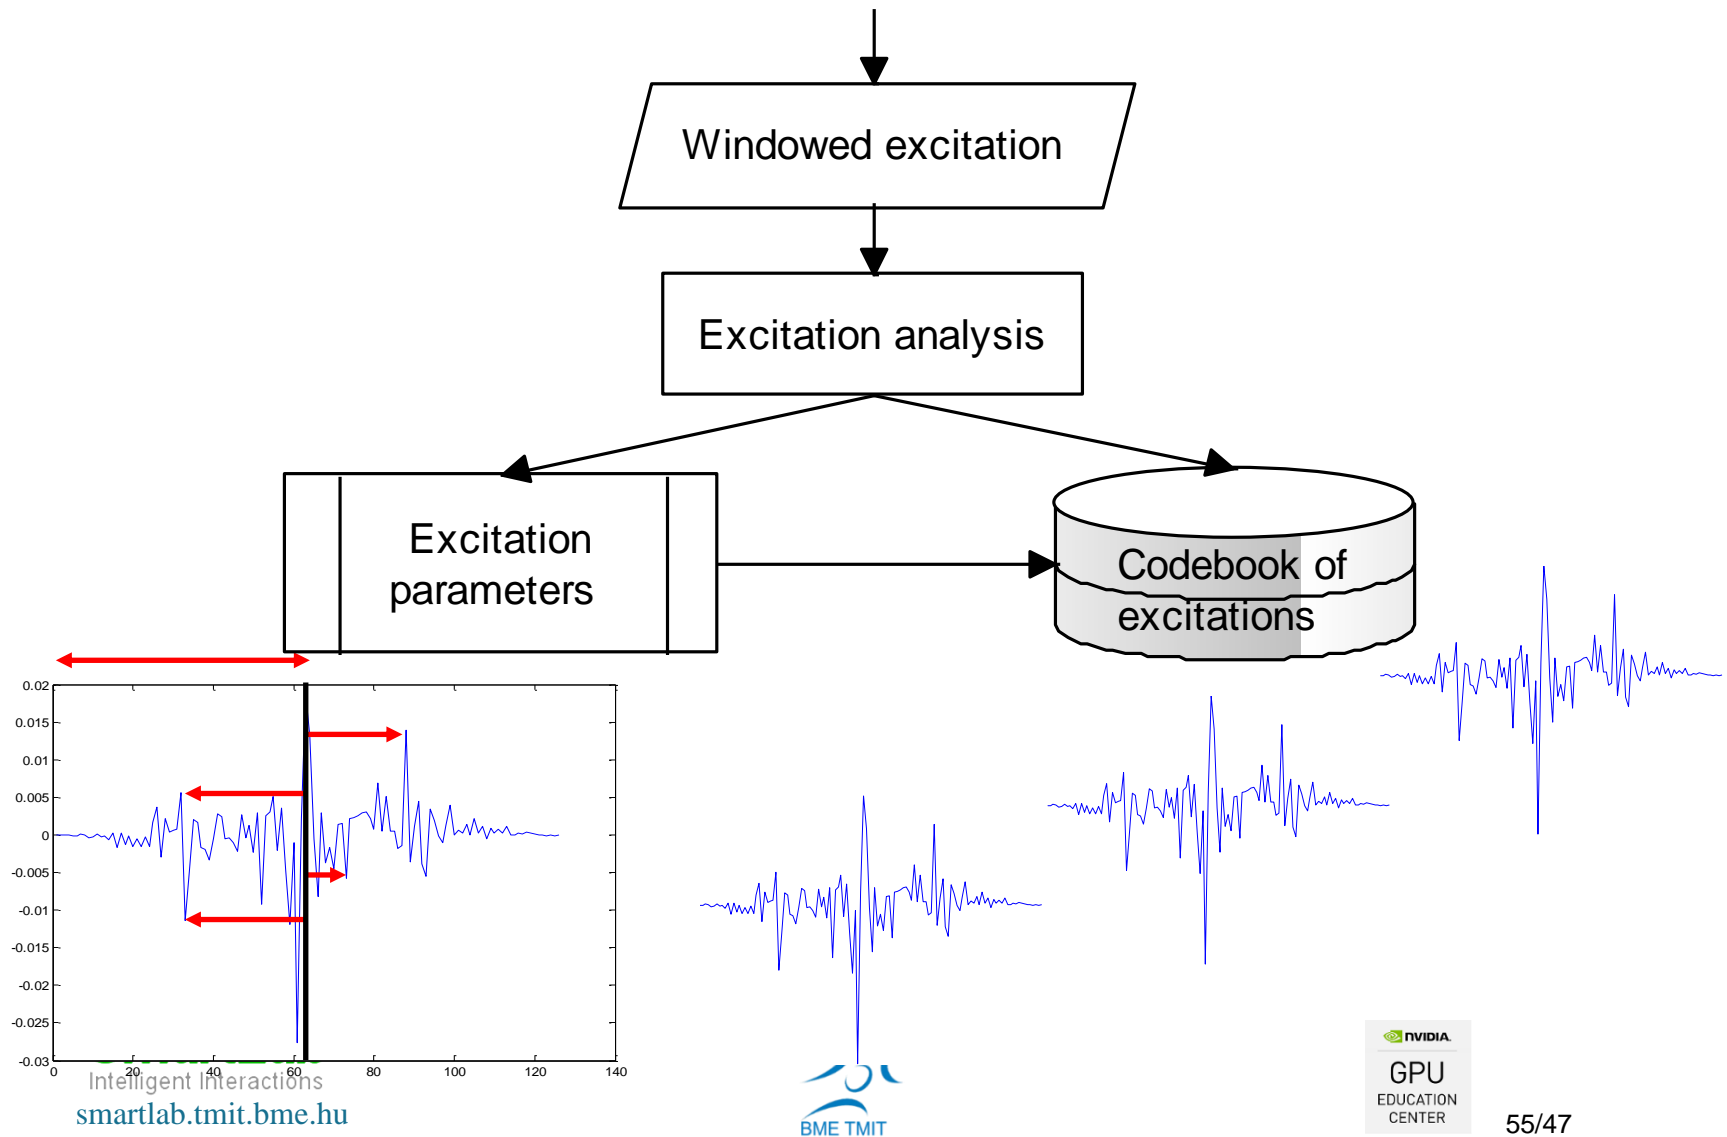 Windowed excitation
Excitation analysis
Excitation
parameters
Codebook of
excitations
0.02
0.015
0.01
0.005
0
-0.005
-0.01
-0.015
-0.02
-0.025
-0.03
0 20 40 60 80 100 120 140
Intelligent Interactions
smartlab.tmit.bme.hu
BME TMIT
NVIDIA.
GPU
EDUCATION
CENTER
55/47